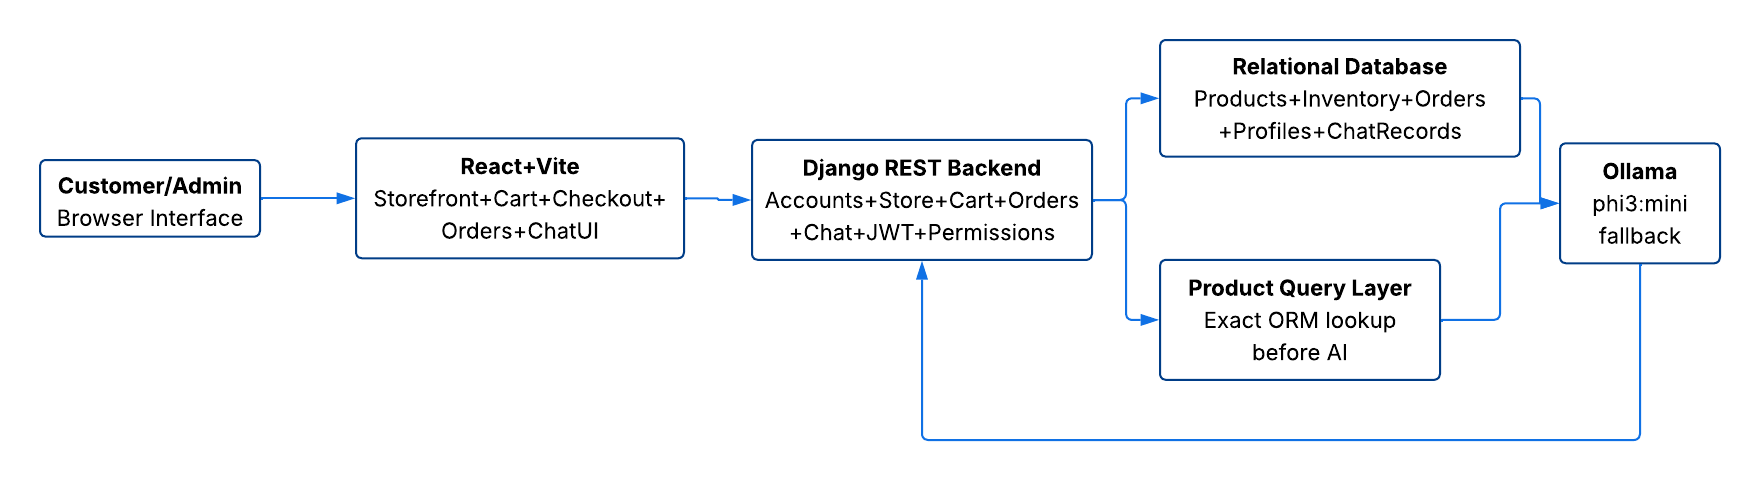 Customer/Admin
Browser Interface
React+Vite
Storefront+Cart+Checkout+
Orders+ChatUI
Django REST Backend
Accounts+Store+Cart+Orders
+Chat+JWT+Permissions
Relational Database
Products+Inventory+Orders
+Profiles+ChatRecords
Product Query Layer
Exact ORM lookup
before AI
Ollama
phi3:mini
fallback